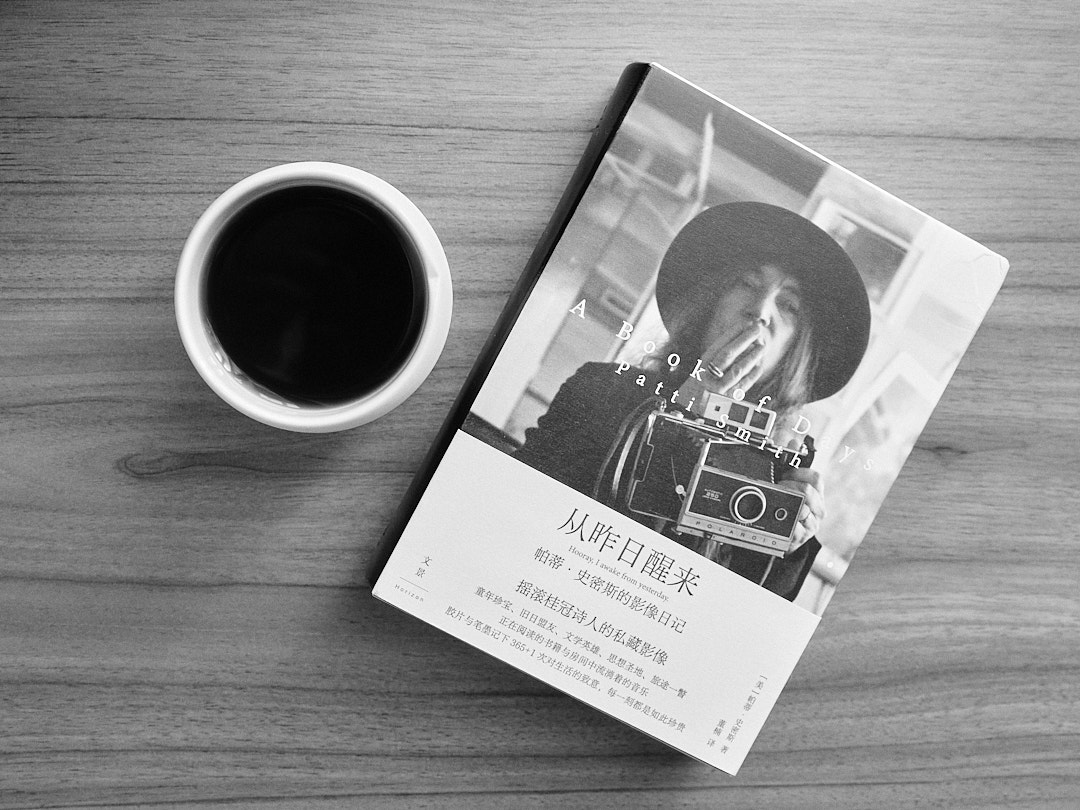 A Book of Days
Patti Smith
POLAROID
从昨日醒来
Hooray, I awake from yesterday.
帕蒂·史密斯的影像日记
摇滚桂冠诗人的私藏影像
童年珍宝、旧日盟友、文学英雄、思想圣地、旅途一瞥
正在阅读的书籍与房间中流淌着的音乐
胶片与笔墨记下 365+1 次对生活的致意，每一刻都是如此珍贵
文景
Horizon
[美] 帕蒂·史密斯 著
董楠 译